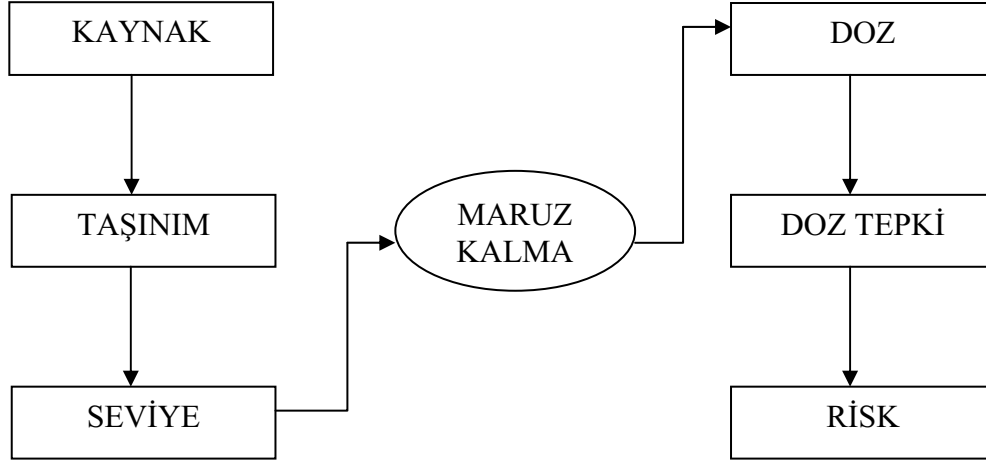 KAYNAK
TAŞINIM
SEVİYE
MARUZ
KALMA
DOZ
DOZ TEPKİ
RİSK